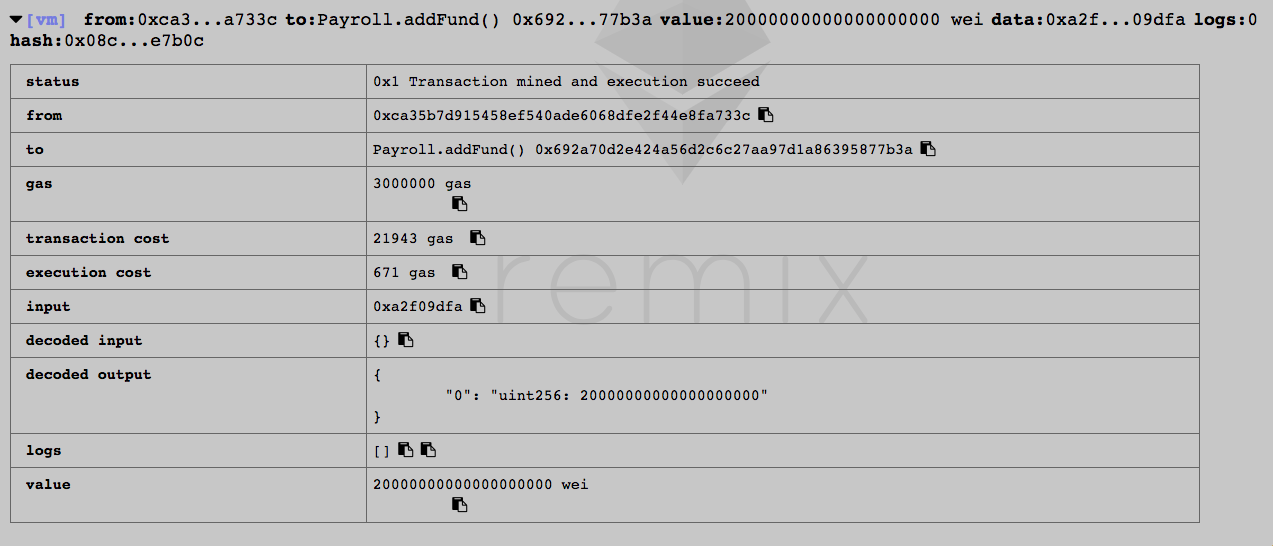 [vm] from:0xca3...a733c to:Payroll.addFund() 0x692...77b3a value:20000000000000000000 wei data:0xa2f...09dfa logs:0
hash:0x08c...e7b0c
status 0x1 Transaction mined and execution succeed
from 0xca35b7d915458ef540ade6068dfe2f44e8fa733c
to Payroll.addFund() 0x692a70d2e424a56d2c6c27aa97d1a86395877b3a
gas 3000000 gas
transaction cost 21943 gas
execution cost 671 gas
remix
input 0xa2f09dfa
decoded input {}
decoded output {
"0": "uint256: 20000000000000000000"
}
logs []
value 20000000000000000000 wei